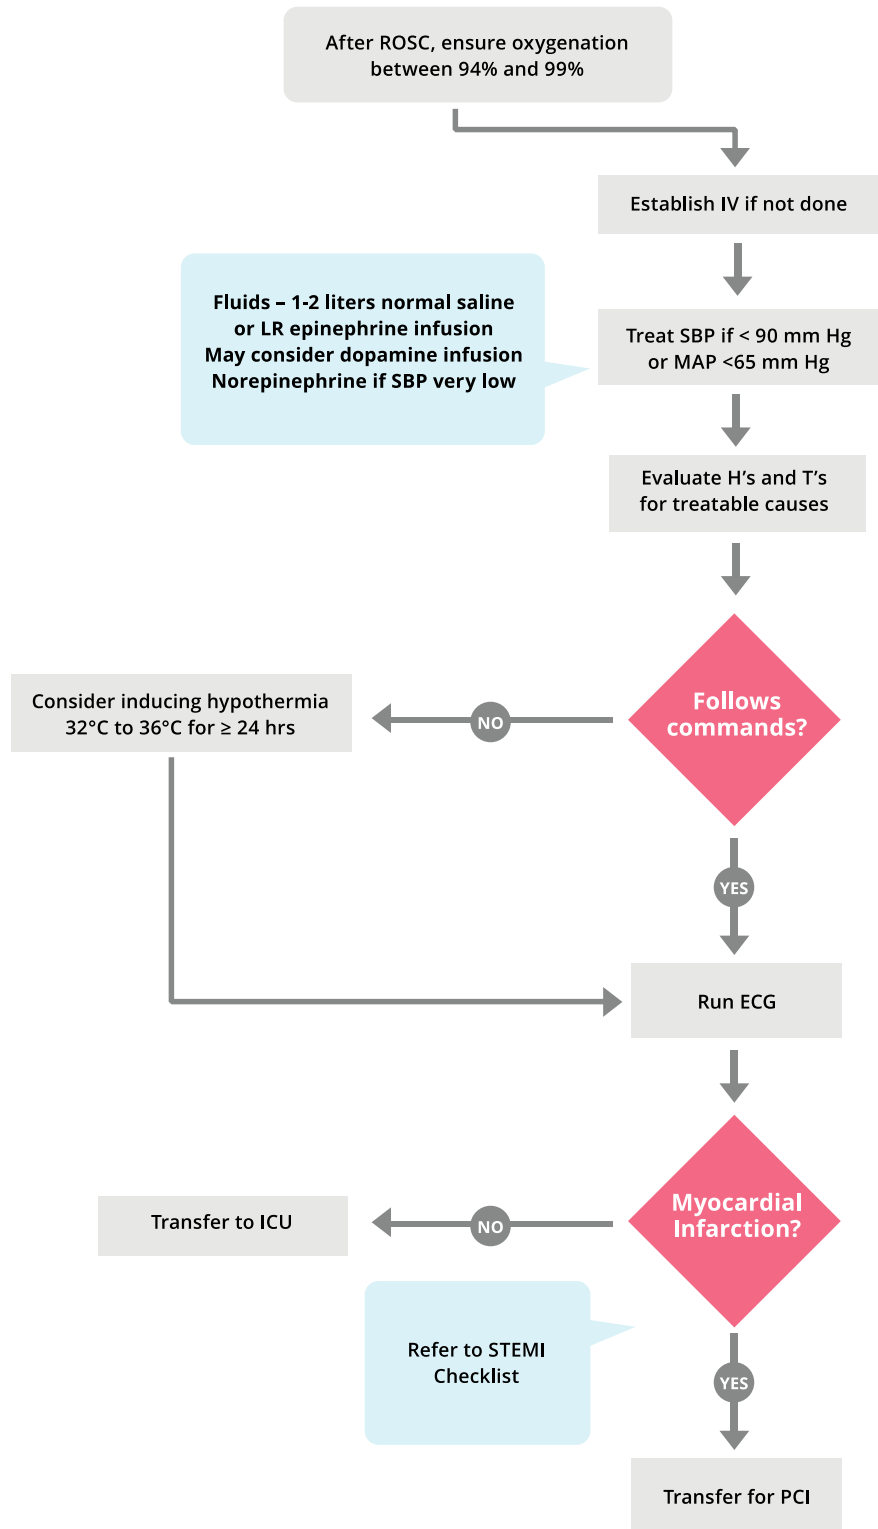 After ROSC, ensure oxygenation
between 94% and 99%
Establish IV if not done
Fluids – 1-2 liters normal saline
or LR epinephrine infusion
May consider dopamine infusion
Norepinephrine if SBP very low
Treat SBP if < 90 mm Hg
or MAP <65 mm Hg
Evaluate H’s and T’s
for treatable causes
Follows
commands?
NO
Consider inducing hypothermia
32°C to 36°C for ≥ 24 hrs
YES
Run ECG
Myocardial
Infarction?
NO
Transfer to ICU
Refer to STEMI
Checklist
YES
Transfer for PCI